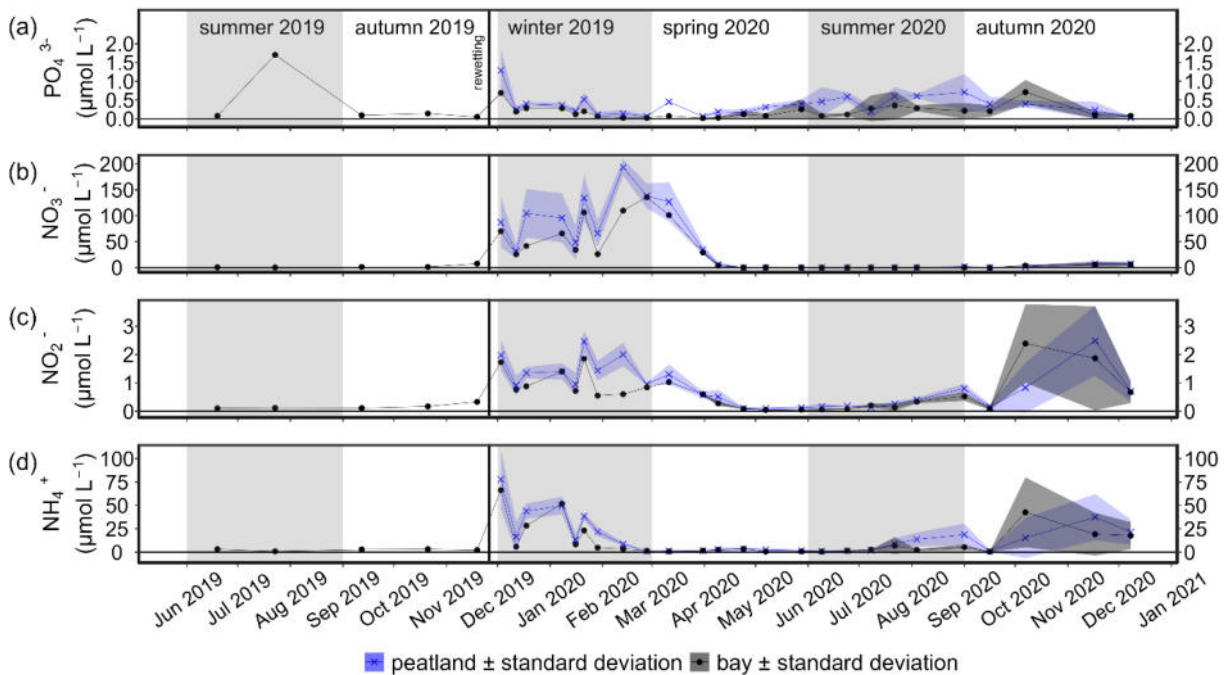 (a)
summer 2019 autumn 2019 rewetting winter 2019 spring 2020 summer 2020 autumn 2020
PO₄³⁻
(µmol L⁻¹)
2.0 2.0
1.5 1.5
1.0 1.0
0.5 0.5
0.0 0.0
(b)
NO₃⁻
(µmol L⁻¹)
200 200
150 150
100 100
50 50
0 0
(c)
NO₂⁻
(µmol L⁻¹)
3 3
2 2
1 1
0 0
(d)
NH₄⁺
(µmol L⁻¹)
100 100
75 75
50 50
25 25
0 0
Jun 2019 Jul 2019 Aug 2019 Sep 2019 Oct 2019 Nov 2019 Dec 2019 Jan 2020 Feb 2020 Mar 2020 Apr 2020 May 2020 Jun 2020 Jul 2020 Aug 2020 Sep 2020 Oct 2020 Nov 2020 Dec 2020 Jan 2021
peatland ± standard deviation bay ± standard deviation